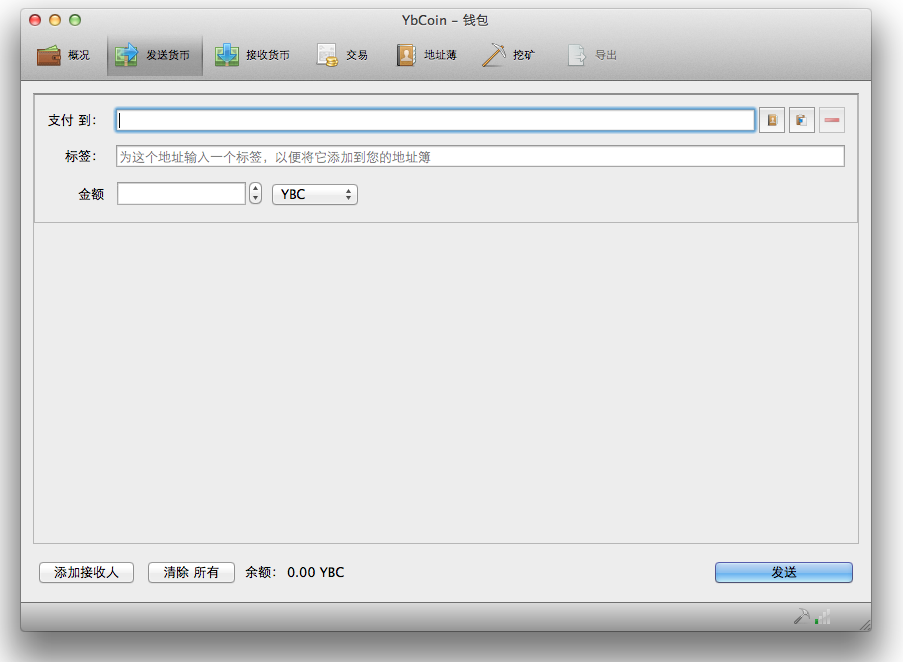 YbCoin – 钱包
概况 发送货币 接收货币 交易 地址薄 挖矿 导出
支付 到：
标签： 为这个地址输入一个标签，以便将它添加到您的地址簿
金额 YBC
添加接收人 清除 所有 余额： 0.00 YBC 发送